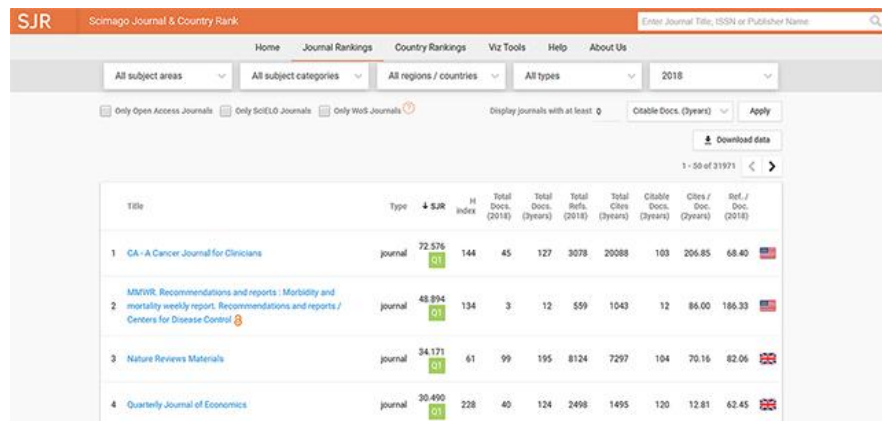 SJR Scimago Journal & Country Rank Enter Journal Title, ISSN or Publisher Name
Home Journal Rankings Country Rankings Viz Tools Help About Us
All subject areas All subject categories All regions / countries All types 2018
Only Open Access Journals Only SciELO Journals Only WoS Journals ? Display journals with at least 0 Citable Docs. (3years) Apply
Download data
1 - 50 of 31971
Title Type SJR H index Total Docs. (2018) Total Docs. (3years) Total Refs. (2018) Total Cites (3years) Citable Docs. (3years) Cites / Doc. (2years) Ref. / Doc. (2018)
1 CA - A Cancer Journal for Clinicians journal 72.576 Q1 144 45 127 3078 20088 103 206.85 68.40
2 MMWR. Recommendations and reports : Morbidity and mortality weekly report. Recommendations and reports / Centers for Disease Control journal 48.894 Q1 134 3 12 559 1043 12 86.00 186.33
3 Nature Reviews Materials journal 34.171 Q1 61 99 195 8124 7297 104 70.16 82.06
4 Quarterly Journal of Economics journal 30.490 Q1 228 40 124 2498 1495 120 12.81 62.45